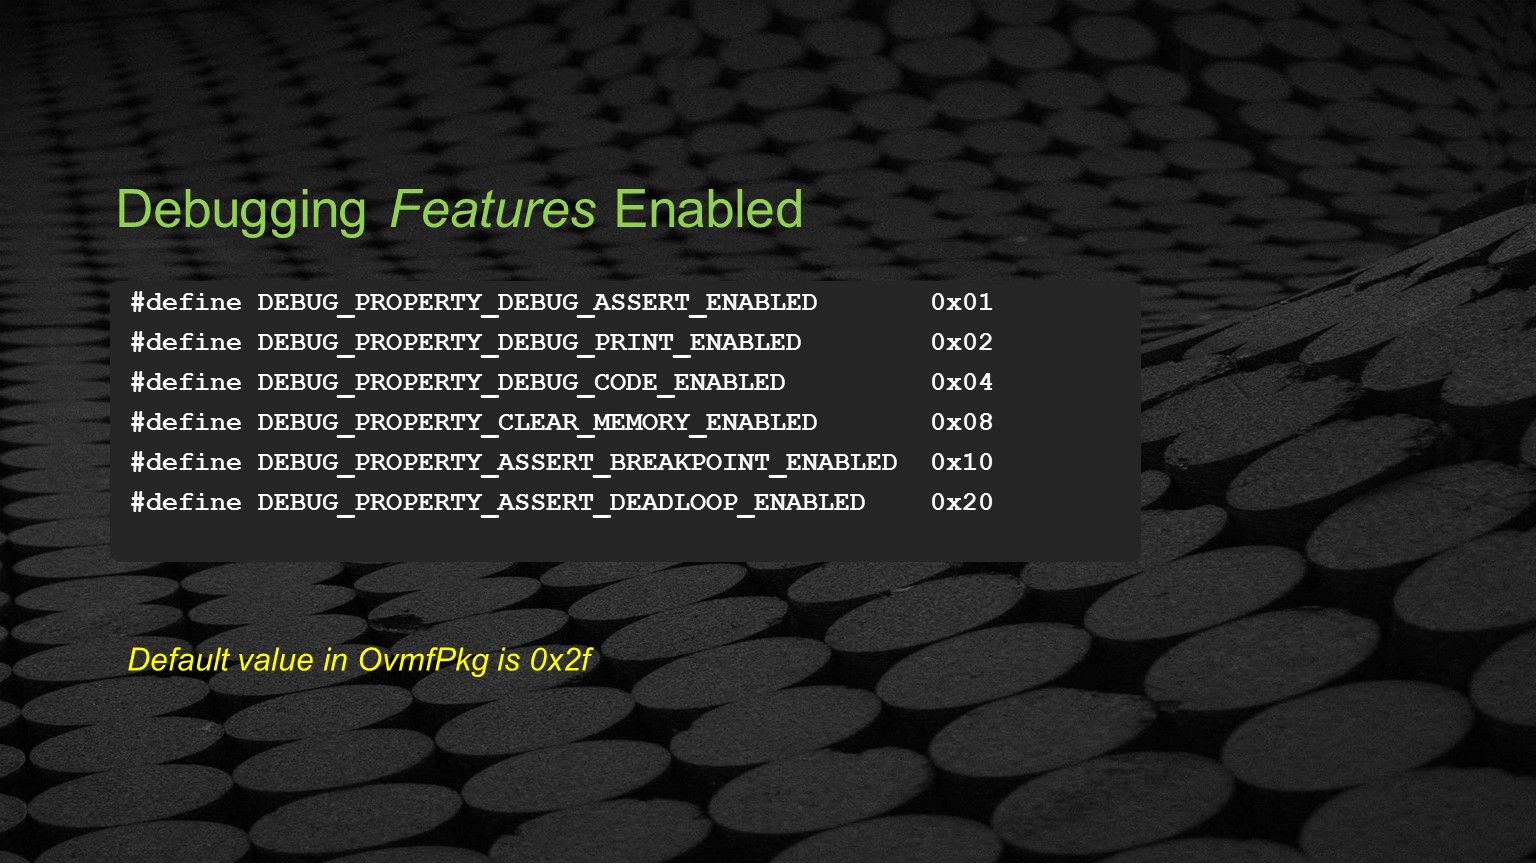 Debugging Features Enabled
#define DEBUG_PROPERTY_DEBUG_ASSERT_ENABLED 0x01
#define DEBUG_PROPERTY_DEBUG_PRINT_ENABLED 0x02
#define DEBUG_PROPERTY_DEBUG_CODE_ENABLED 0x04
#define DEBUG_PROPERTY_CLEAR_MEMORY_ENABLED 0x08
#define DEBUG_PROPERTY_ASSERT_BREAKPOINT_ENABLED 0x10
#define DEBUG_PROPERTY_ASSERT_DEADLOOP_ENABLED 0x20
Default value in OvmfPkg is 0x2f